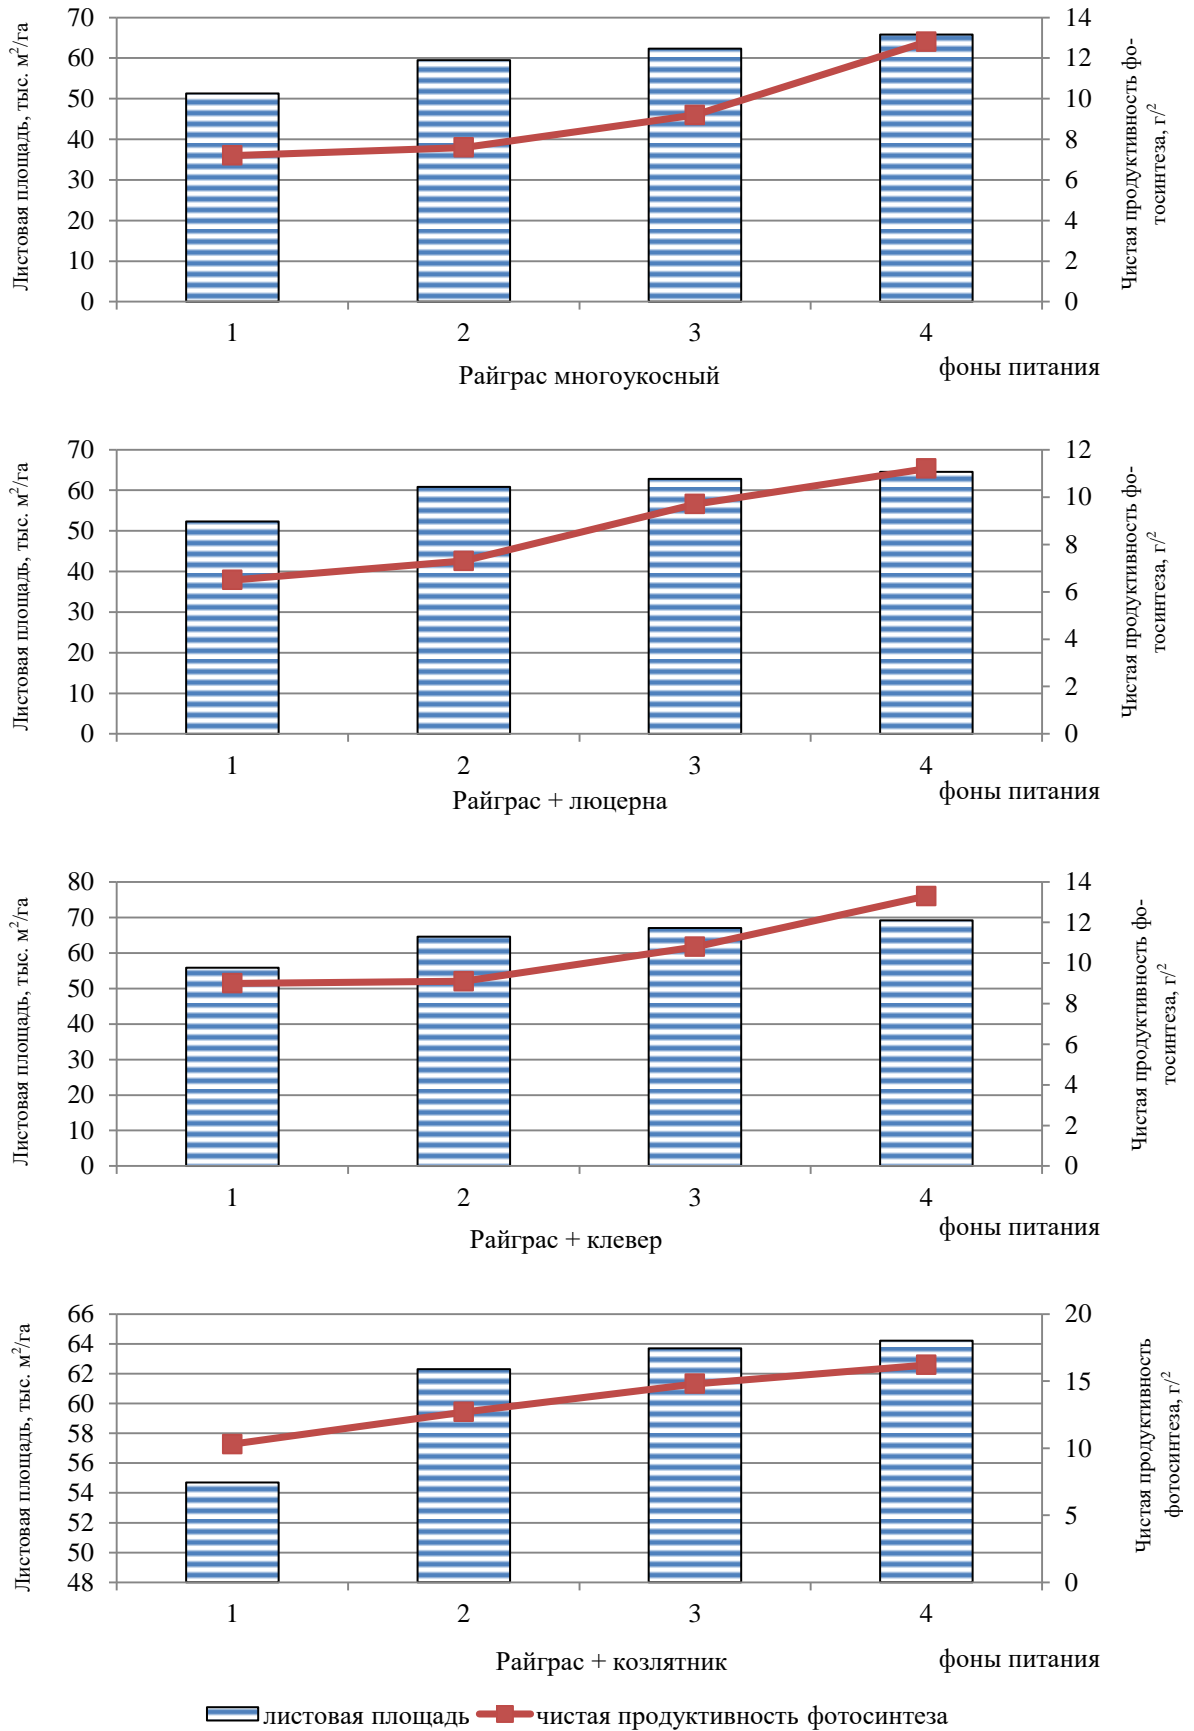 Листовая площадь, тыс. м²/га
70
60
50
40
30
20
10
0
14
12
10
8
6
4
2
0
Чистая продуктивность фо-
тосинтеза, г/²
1 2 3 4
фоны питания
Райграс многоукосный
Листовая площадь, тыс. м²/га
70
60
50
40
30
20
10
0
12
10
8
6
4
2
0
Чистая продуктивность фо-
тосинтеза, г/²
1 2 3 4
фоны питания
Райграс + люцерна
Листовая площадь, тыс. м²/га
80
70
60
50
40
30
20
10
0
14
12
10
8
6
4
2
0
Чистая продуктивность фо-
тосинтеза, г/²
1 2 3 4
фоны питания
Райграс + клевер
Листовая площадь, тыс. м²/га
66
64
62
60
58
56
54
52
50
48
20
15
10
5
0
Чистая продуктивность
фотосинтеза, г/²
1 2 3 4
фоны питания
Райграс + козлятник
листовая площадь чистая продуктивность фотосинтеза